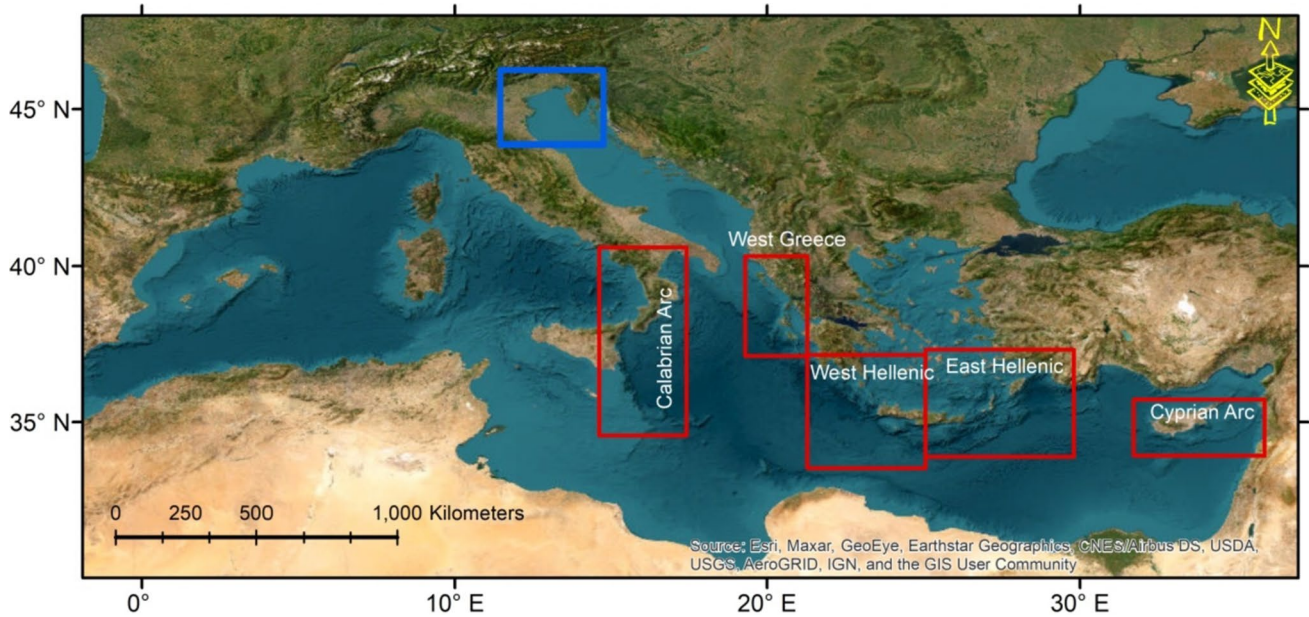 N
45° N
40° N
35° N
West Greece
Calabrian Arc
West Hellenic
East Hellenic
Cyprian Arc
0 250 500 1,000 Kilometers
Source: Esri, Maxar, GeoEye, Earthstar Geographics, CNES/Airbus DS, USDA,
USGS, AeroGRID, IGN, and the GIS User Community
0° 10° E 20° E 30° E